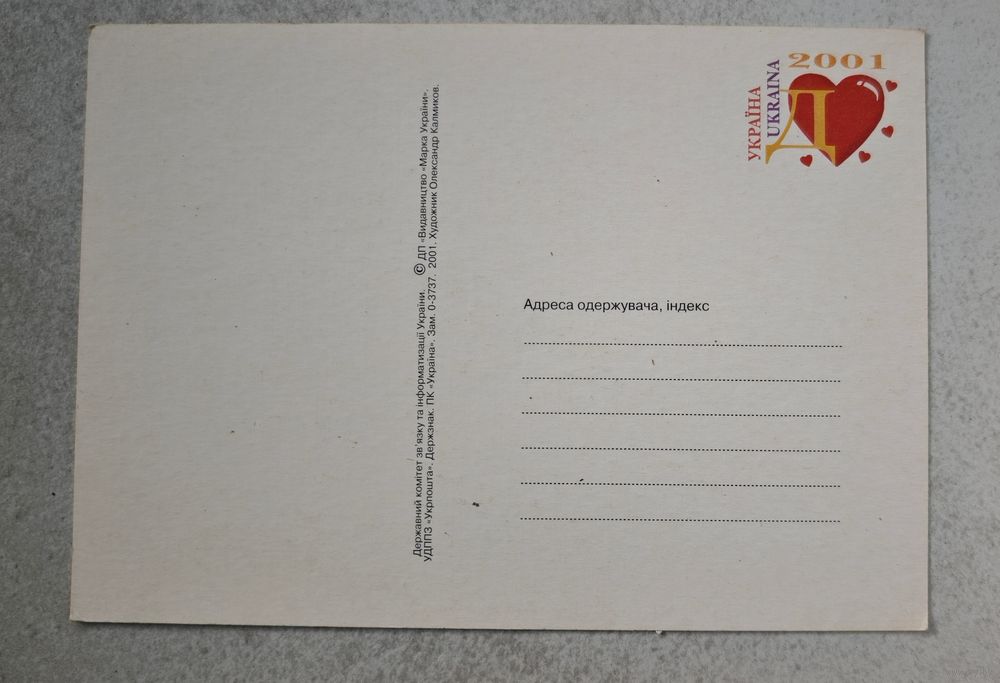 2001
УКРАЇНА
UKRAINA
Д
Державний комітет зв'язку та інформатизації України. © ДП «Видавництво «Марка України».
УДППЗ «Укрпошта». Держзнак. ПК «Україна». Зам. 0-3737. 2001. Художник Олександр Калмиков.
Адреса одержувача, індекс